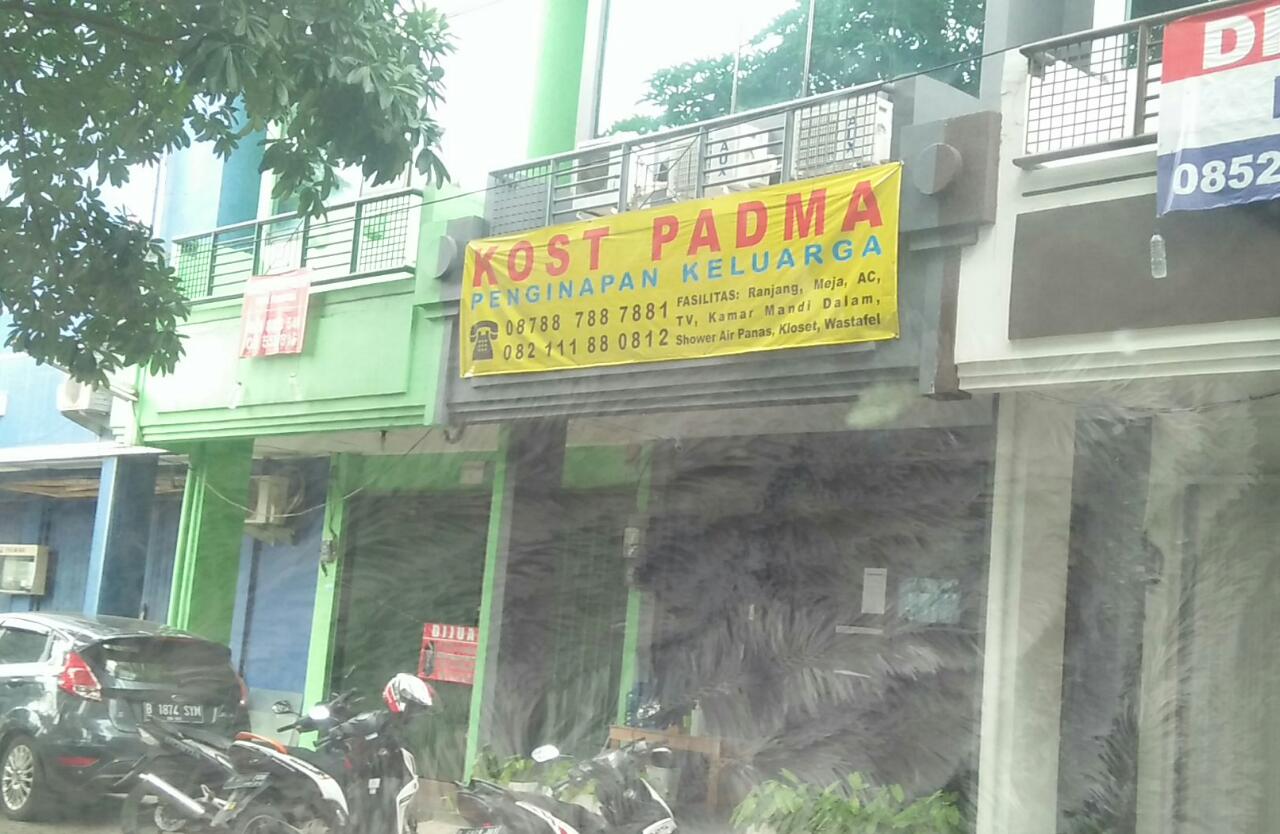 KOST PADMA
PENGINAPAN KELUARGA
08788 788 7881
082 111 88 0812
FASILITAS: Ranjang, Meja, AC,
TV, Kamar Mandi Dalam,
Shower Air Panas, Kloset, Wastafel
0852
DIJUA
B 1874 SYM